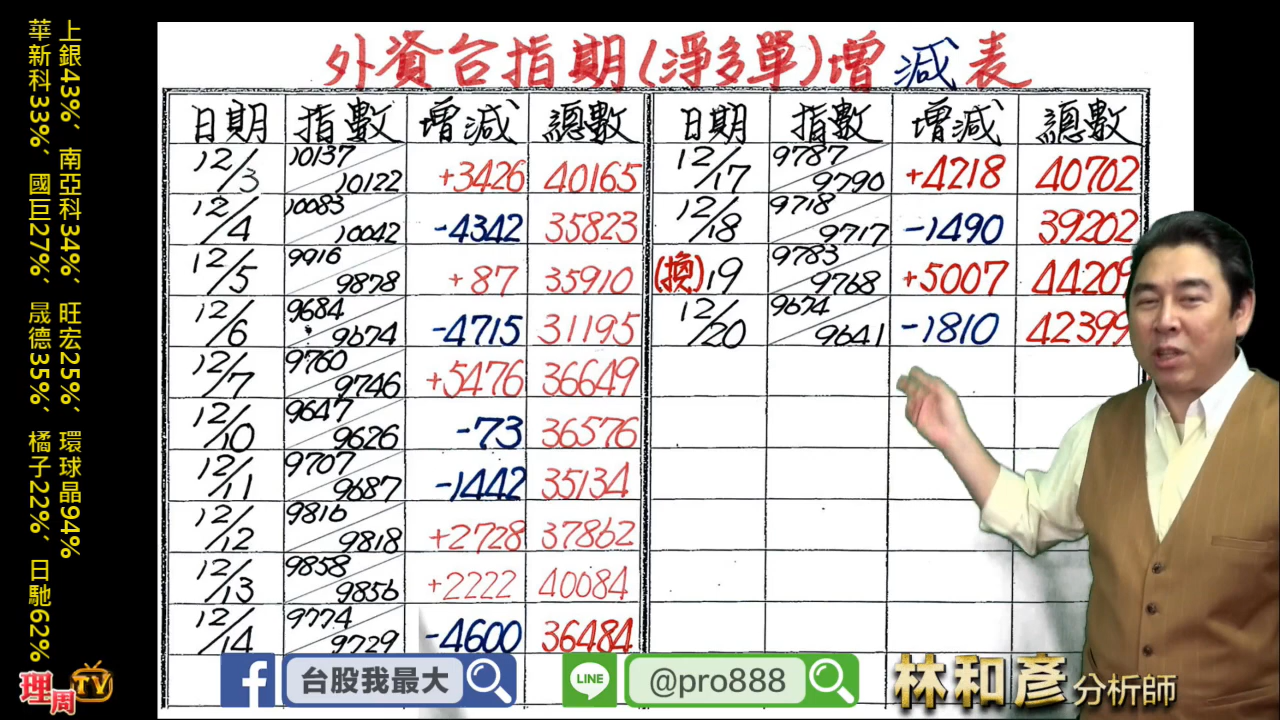 上銀43%、南亞科34%、旺宏25%、環球晶94%
華新科33%、國巨27%、晟德35%、橘子22%、日馳62%
外資台指期(淨多單)增減表
日期 指數 增減 總數 日期 指數 增減 總數
12/3 10137/10122 +3426 40165 12/17 9787/9790 +4218 40702
12/4 10083/10042 -4342 35823 12/18 9718/9717 -1490 39202
12/5 9916/9878 +87 35910 (換)19 9783/9768 +5007 44209
12/6 9684/9674 -4715 31195 12/20 9674/9641 -1810 42399
12/7 9760/9746 +5476 36649
12/10 9647/9626 -73 36576
12/11 9707/9687 -1442 35134
12/12 9816/9818 +2728 37862
12/13 9858/9856 +2222 40084
12/14 9774/9729 -4600 36484
理周TV
f 台股我最大
LINE @pro888
林和彥分析師